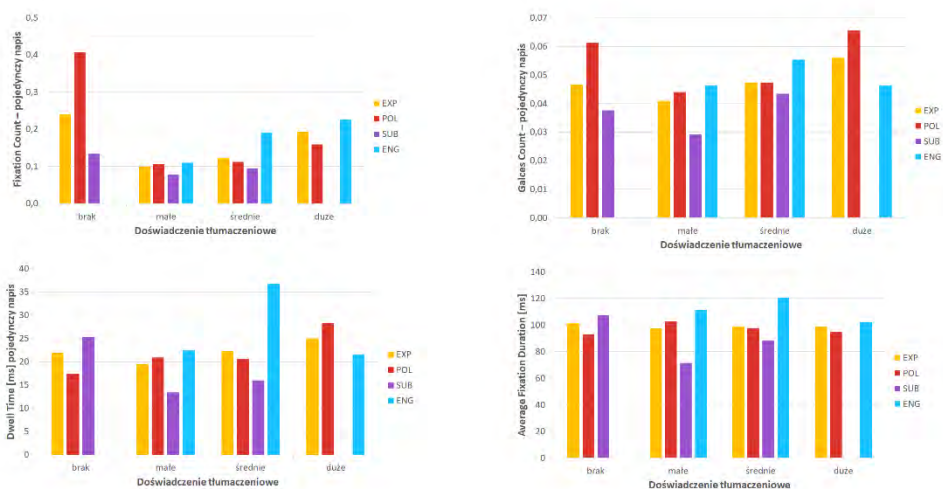 Fixation Count – pojedynczy napis
0,5
0,4
0,3
0,2
0,1
0,0
brak małe średnie duże
Doświadczenie tłumaczeniowe
EXP
POL
SUB
ENG
Galces Count – pojedynczy napis
0,07
0,06
0,05
0,04
0,03
0,02
0,01
0,00
brak małe średnie duże
Doświadczenie tłumaczeniowe
EXP
POL
SUB
ENG
Dwell Time [ms] pojedynczy napis
40
35
30
25
20
15
10
5
0
brak małe średnie duże
Doświadczenie tłumaczeniowe
EXP
POL
SUB
ENG
Average Fixation Duration [ms]
140
120
100
80
60
40
20
0
brak małe średnie duże
Doświadczenie tłumaczeniowe
EXP
POL
SUB
ENG